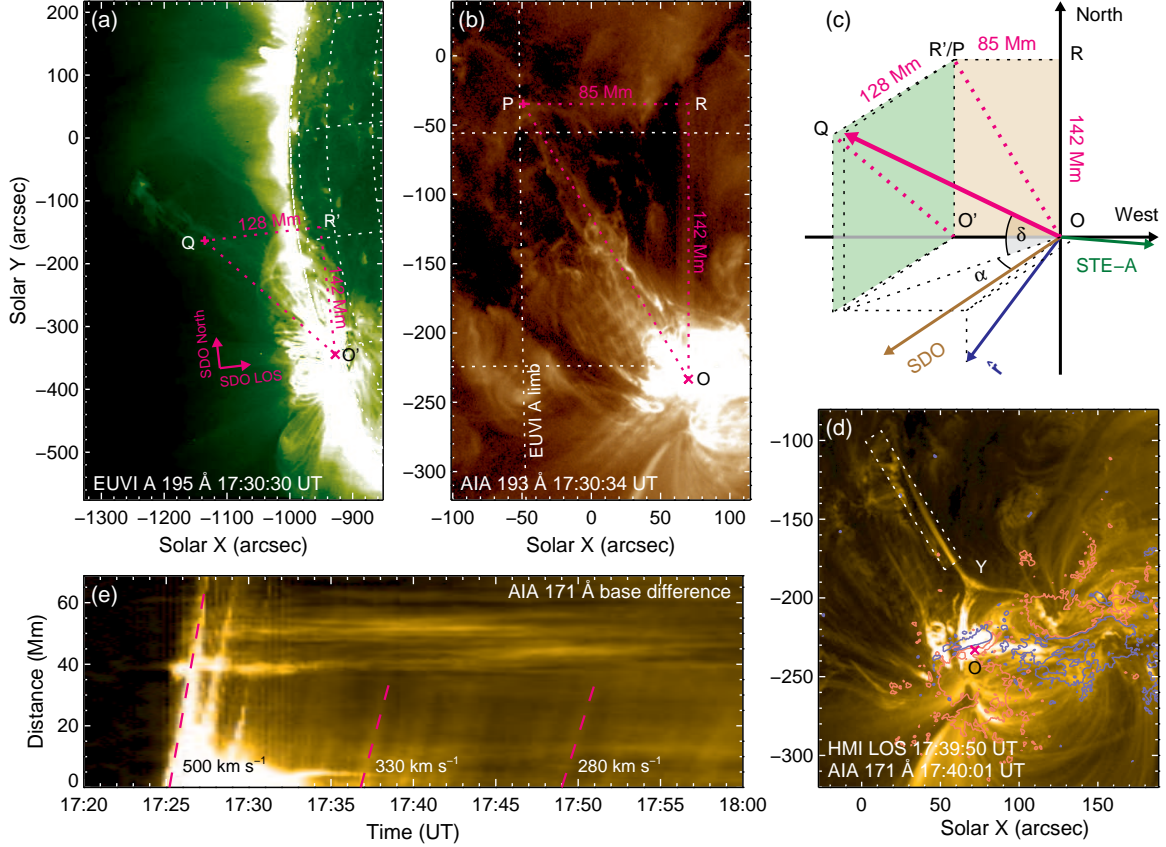 (a)
200
100
0
−100
−200
−300
−400
−500
Solar Y (arcsec)
128 Mm
R'
Q
142 Mm
O'
SDO North
SDO LOS
EUVI A 195 Å 17:30:30 UT
−1300 −1200 −1100 −1000 −900
Solar X (arcsec)
(b)
0
−50
−100
−150
−200
−250
−300
P
85 Mm
R
142 Mm
O
EUVI A limb
AIA 193 Å 17:30:34 UT
−100 −50 0 50 100
Solar X (arcsec)
(c)
North
R'/P
85 Mm
R
128 Mm
Q
142 Mm
O'
O
West
δ
α
STE−A
SDO
(d)
−100
−150
−200
−250
−300
Y
O
HMI LOS 17:39:50 UT
AIA 171 Å 17:40:01 UT
0 50 100 150
Solar X (arcsec)
(e)
AIA 171 Å base difference
60
40
20
0
Distance (Mm)
500 km s⁻¹
330 km s⁻¹
280 km s⁻¹
17:20 17:25 17:30 17:35 17:40 17:45 17:50 17:55 18:00
Time (UT)